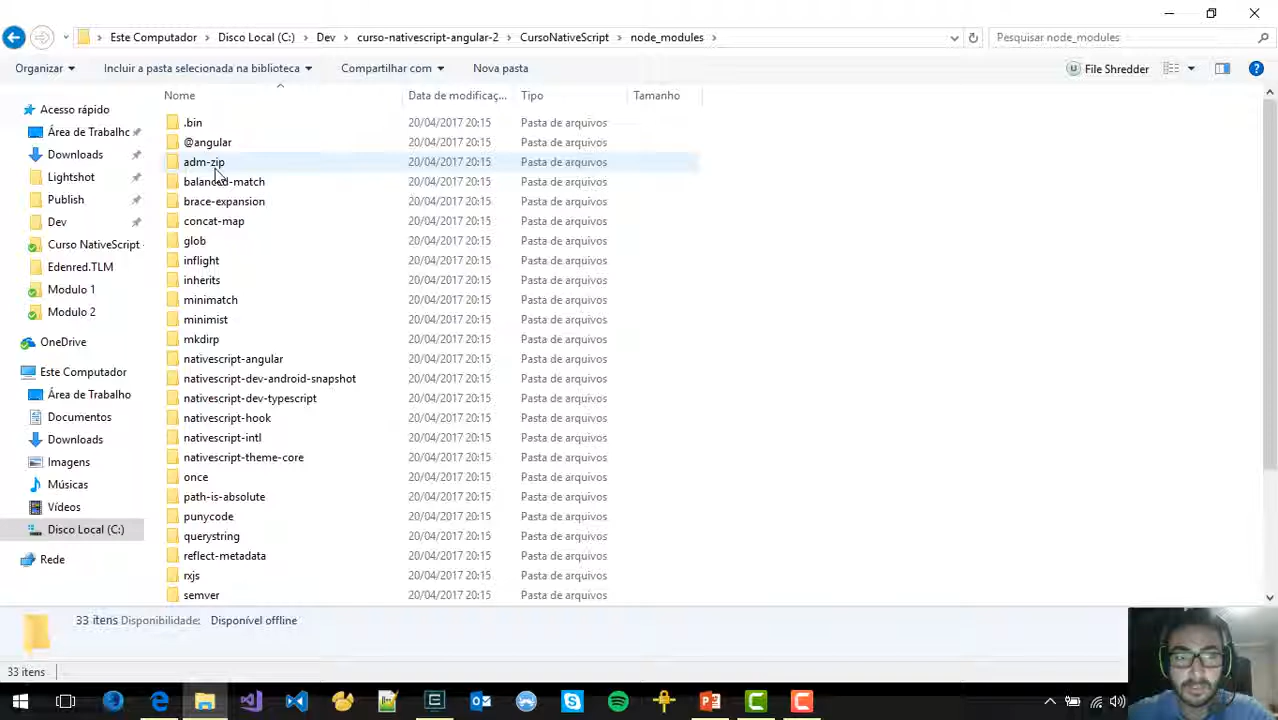 Este Computador > Disco Local (C:) > Dev > curso-nativescript-angular-2 > CursoNativeScript > node_modules >
Pesquisar node_modules
Organizar
Incluir a pasta selecionada na biblioteca
Compartilhar com
Nova pasta
File Shredder
Acesso rápido
Área de Trabalho
Downloads
Lightshot
Publish
Dev
Curso NativeScript
Edenred.TLM
Modulo 1
Modulo 2
OneDrive
Este Computador
Área de Trabalho
Documentos
Downloads
Imagens
Músicas
Vídeos
Disco Local (C:)
Rede
Nome Data de modificaç... Tipo Tamanho
.bin 20/04/2017 20:15 Pasta de arquivos
@angular 20/04/2017 20:15 Pasta de arquivos
adm-zip 20/04/2017 20:15 Pasta de arquivos
balanced-match 20/04/2017 20:15 Pasta de arquivos
brace-expansion 20/04/2017 20:15 Pasta de arquivos
concat-map 20/04/2017 20:15 Pasta de arquivos
glob 20/04/2017 20:15 Pasta de arquivos
inflight 20/04/2017 20:15 Pasta de arquivos
inherits 20/04/2017 20:15 Pasta de arquivos
minimatch 20/04/2017 20:15 Pasta de arquivos
minimist 20/04/2017 20:15 Pasta de arquivos
mkdirp 20/04/2017 20:15 Pasta de arquivos
nativescript-angular 20/04/2017 20:15 Pasta de arquivos
nativescript-dev-android-snapshot 20/04/2017 20:15 Pasta de arquivos
nativescript-dev-typescript 20/04/2017 20:15 Pasta de arquivos
nativescript-hook 20/04/2017 20:15 Pasta de arquivos
nativescript-intl 20/04/2017 20:15 Pasta de arquivos
nativescript-theme-core 20/04/2017 20:15 Pasta de arquivos
once 20/04/2017 20:15 Pasta de arquivos
path-is-absolute 20/04/2017 20:15 Pasta de arquivos
punycode 20/04/2017 20:15 Pasta de arquivos
querystring 20/04/2017 20:15 Pasta de arquivos
reflect-metadata 20/04/2017 20:15 Pasta de arquivos
rxjs 20/04/2017 20:15 Pasta de arquivos
semver 20/04/2017 20:15 Pasta de arquivos
33 itens Disponibilidade: Disponível offline
33 itens